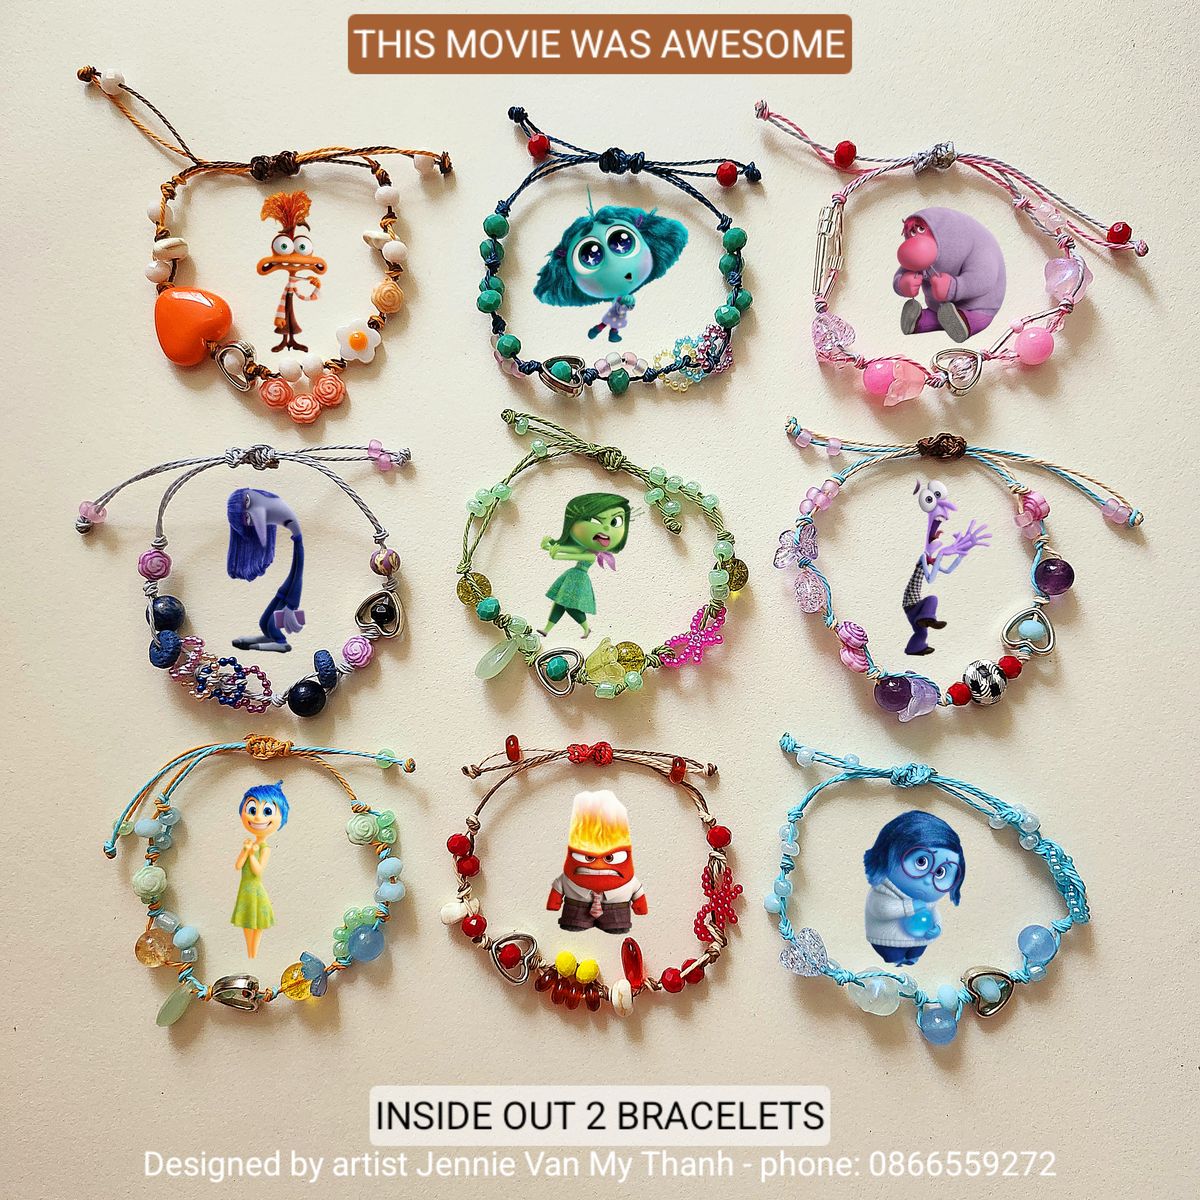 THIS MOVIE WAS AWESOME
INSIDE OUT 2 BRACELETS
Designed by artist Jennie Van My Thanh - phone: 0866559272